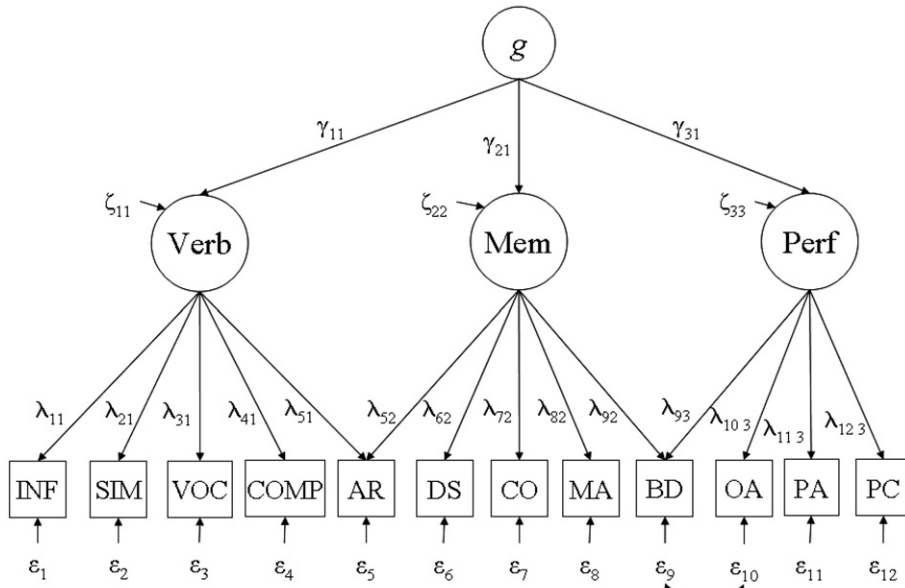 g
γ₁₁ γ₂₁ γ₃₁
ζ₁₁ ζ₂₂ ζ₃₃
Verb Mem Perf
λ₁₁ λ₂₁ λ₃₁ λ₄₁ λ₅₁ λ₅₂ λ₆₂ λ₇₂ λ₈₂ λ₉₂ λ₉₃ λ₁₀ ₃ λ₁₁ ₃ λ₁₂ ₃
INF SIM VOC COMP AR DS CO MA BD OA PA PC
ε₁ ε₂ ε₃ ε₄ ε₅ ε₆ ε₇ ε₈ ε₉ ε₁₀ ε₁₁ ε₁₂